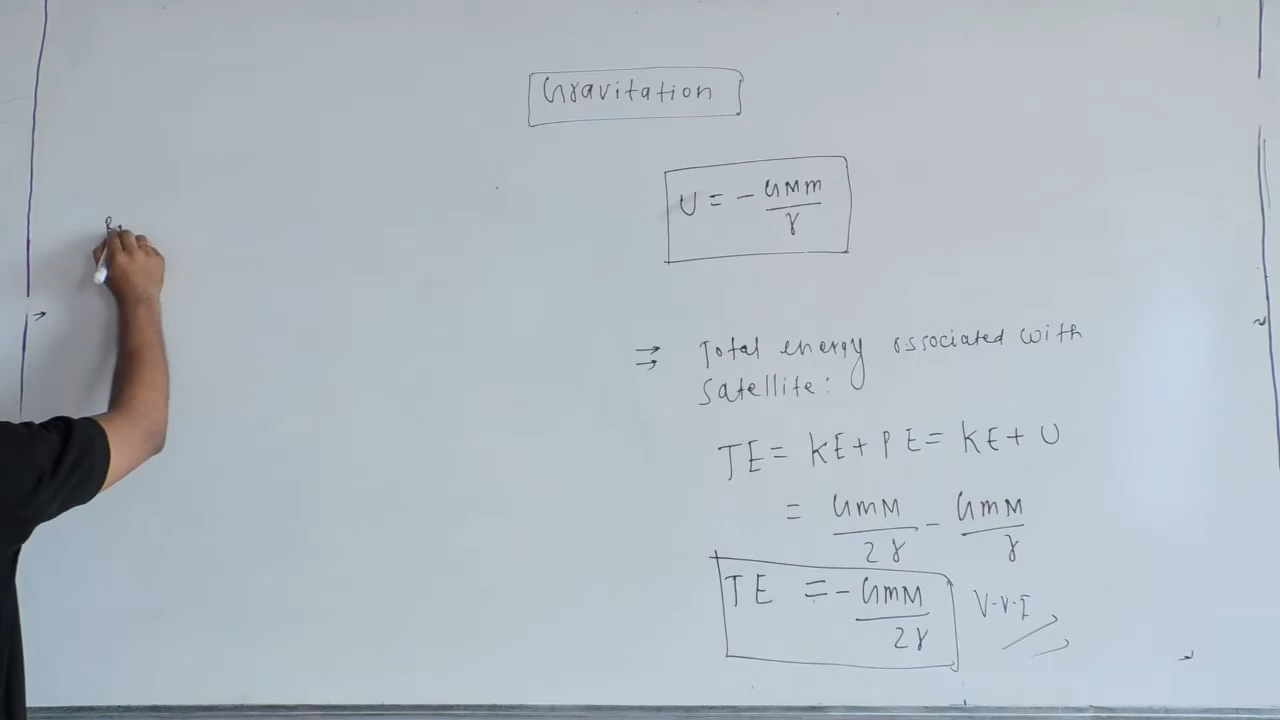 Gravitation
U = - GMm/r
⇒ Total energy associated with
Satellite:
TE = KE + PE = KE + U
= GmM/2r - GmM/r
TE = - GmM/2r V.V.I